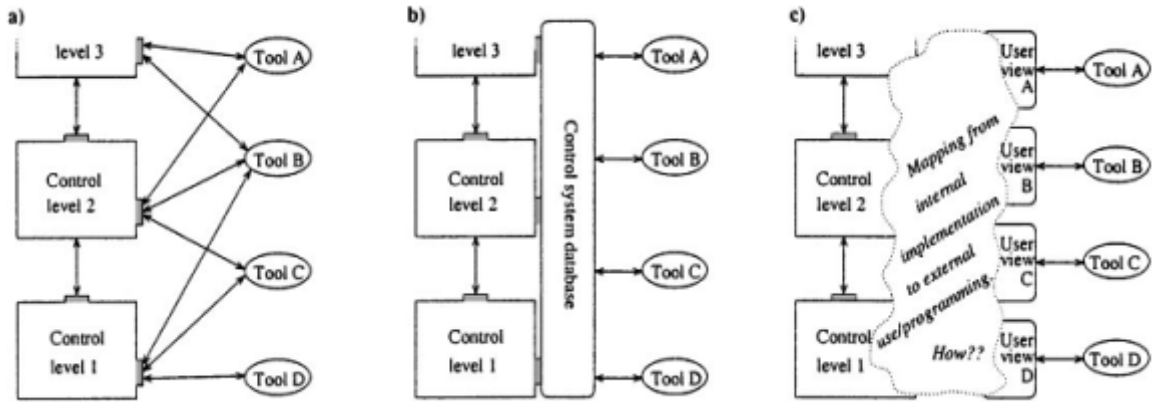 a)
level 3
Control
level 2
Control
level 1
Tool A
Tool B
Tool C
Tool D
b)
level 3
Control
level 2
Control
level 1
Control system database
Tool A
Tool B
Tool C
Tool D
c)
level 3
Control
level 2
Control
level 1
Mapping from
internal
implementation
to external
use/programming.
How??
User
view
A
User
view
B
User
view
C
User
view
D
Tool A
Tool B
Tool C
Tool D